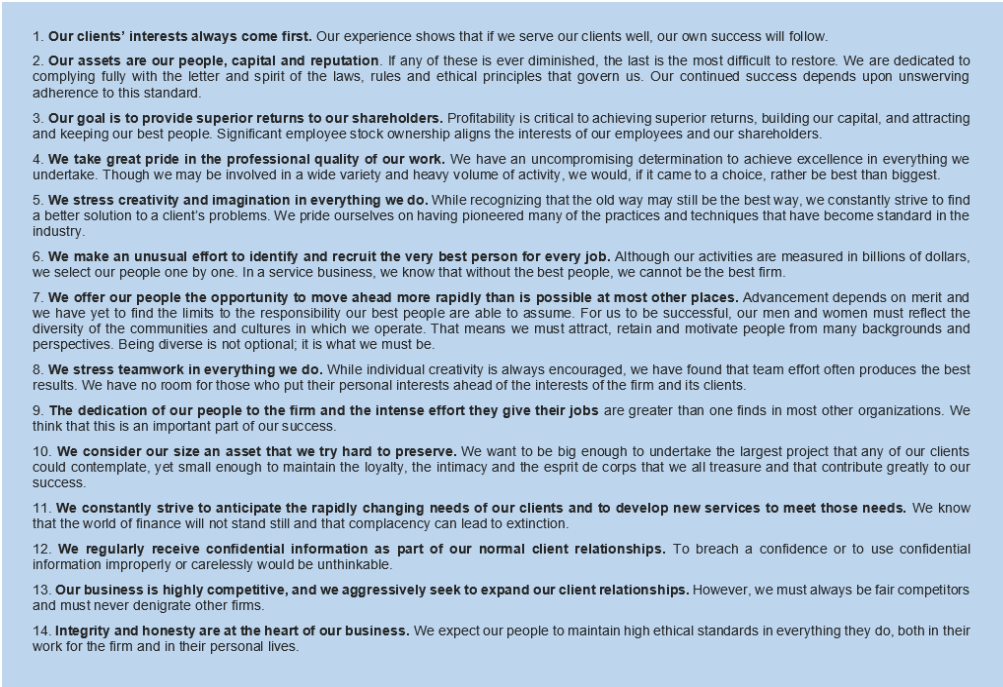 1. Our clients' interests always come first. Our experience shows that if we serve our clients well, our own success will follow.
2. Our assets are our people, capital and reputation. If any of these is ever diminished, the last is the most difficult to restore. We are dedicated to
complying fully with the letter and spirit of the laws, rules and ethical principles that govern us. Our continued success depends upon unswerving
adherence to this standard.
3. Our goal is to provide superior returns to our shareholders. Profitability is critical to achieving superior returns, building our capital, and attracting
and keeping our best people. Significant employee stock ownership aligns the interests of our employees and our shareholders.
4. We take great pride in the professional quality of our work. We have an uncompromising determination to achieve excellence in everything we
undertake. Though we may be involved in a wide variety and heavy volume of activity, we would, if it came to a choice, rather be best than biggest.
5. We stress creativity and imagination in everything we do. While recognizing that the old way may still be the best way, we constantly strive to find
a better solution to a client's problems. We pride ourselves on having pioneered many of the practices and techniques that have become standard in the
industry.
6. We make an unusual effort to identify and recruit the very best person for every job. Although our activities are measured in billions of dollars,
we select our people one by one. In a service business, we know that without the best people, we cannot be the best firm.
7. We offer our people the opportunity to move ahead more rapidly than is possible at most other places. Advancement depends on merit and
we have yet to find the limits to the responsibility our best people are able to assume. For us to be successful, our men and women must reflect the
diversity of the communities and cultures in which we operate. That means we must attract, retain and motivate people from many backgrounds and
perspectives. Being diverse is not optional; it is what we must be.
8. We stress teamwork in everything we do. While individual creativity is always encouraged, we have found that team effort often produces the best
results. We have no room for those who put their personal interests ahead of the interests of the firm and its clients.
9. The dedication of our people to the firm and the intense effort they give their jobs are greater than one finds in most other organizations. We
think that this is an important part of our success.
10. We consider our size an asset that we try hard to preserve. We want to be big enough to undertake the largest project that any of our clients
could contemplate, yet small enough to maintain the loyalty, the intimacy and the esprit de corps that we all treasure and that contribute greatly to our
success.
11. We constantly strive to anticipate the rapidly changing needs of our clients and to develop new services to meet those needs. We know
that the world of finance will not stand still and that complacency can lead to extinction.
12. We regularly receive confidential information as part of our normal client relationships. To breach a confidence or to use confidential
information improperly or carelessly would be unthinkable.
13. Our business is highly competitive, and we aggressively seek to expand our client relationships. However, we must always be fair competitors
and must never denigrate other firms.
14. Integrity and honesty are at the heart of our business. We expect our people to maintain high ethical standards in everything they do, both in their
work for the firm and in their personal lives.